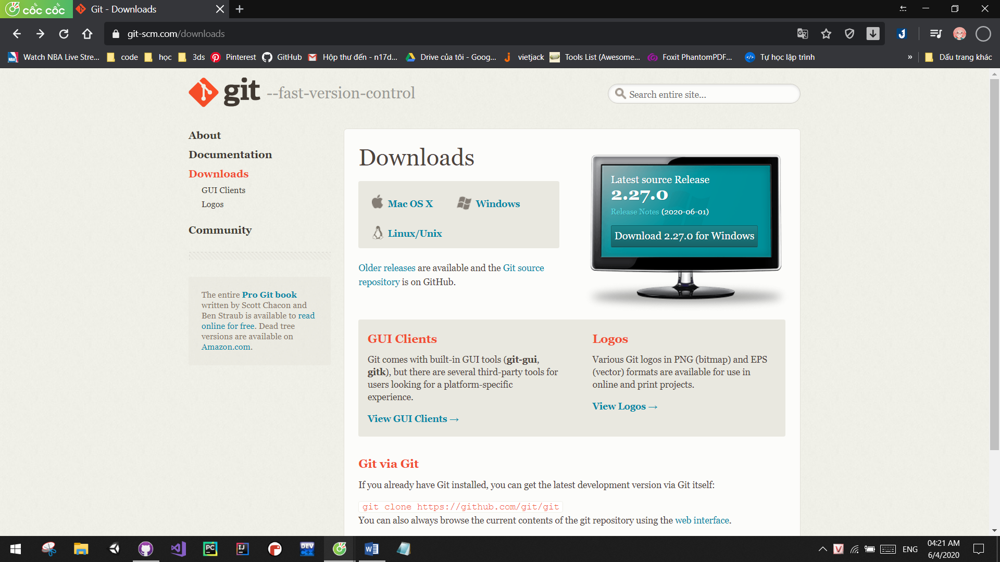 cốc cốc
Git - Downloads
git-scm.com/downloads
Watch NBA Live Stre...
code
học
3ds
Pinterest
GitHub
Hộp thư đến - n17d...
Drive của tôi - Goog...
vietjack
Tools List (Awesome...
Foxit PhantomPDF...
Tự học lập trình
»
Dấu trang khác
git --fast-version-control
Search entire site...
About
Documentation
Downloads
GUI Clients
Logos
Community
The entire Pro Git book
written by Scott Chacon and
Ben Straub is available to read
online for free. Dead tree
versions are available on
Amazon.com.
Downloads
Mac OS X
Windows
Linux/Unix
Older releases are available and the Git source
repository is on GitHub.
Latest source Release
2.27.0
Release Notes (2020-06-01)
Download 2.27.0 for Windows
GUI Clients
Git comes with built-in GUI tools (git-gui,
gitk), but there are several third-party tools for
users looking for a platform-specific
experience.
View GUI Clients →
Logos
Various Git logos in PNG (bitmap) and EPS
(vector) formats are available for use in
online and print projects.
View Logos →
Git via Git
If you already have Git installed, you can get the latest development version via Git itself:
git clone https://github.com/git/git
You can also always browse the current contents of the git repository using the web interface.
PC
IJ
DEV
C++
W
V
ENG
04:21 AM
6/4/2020